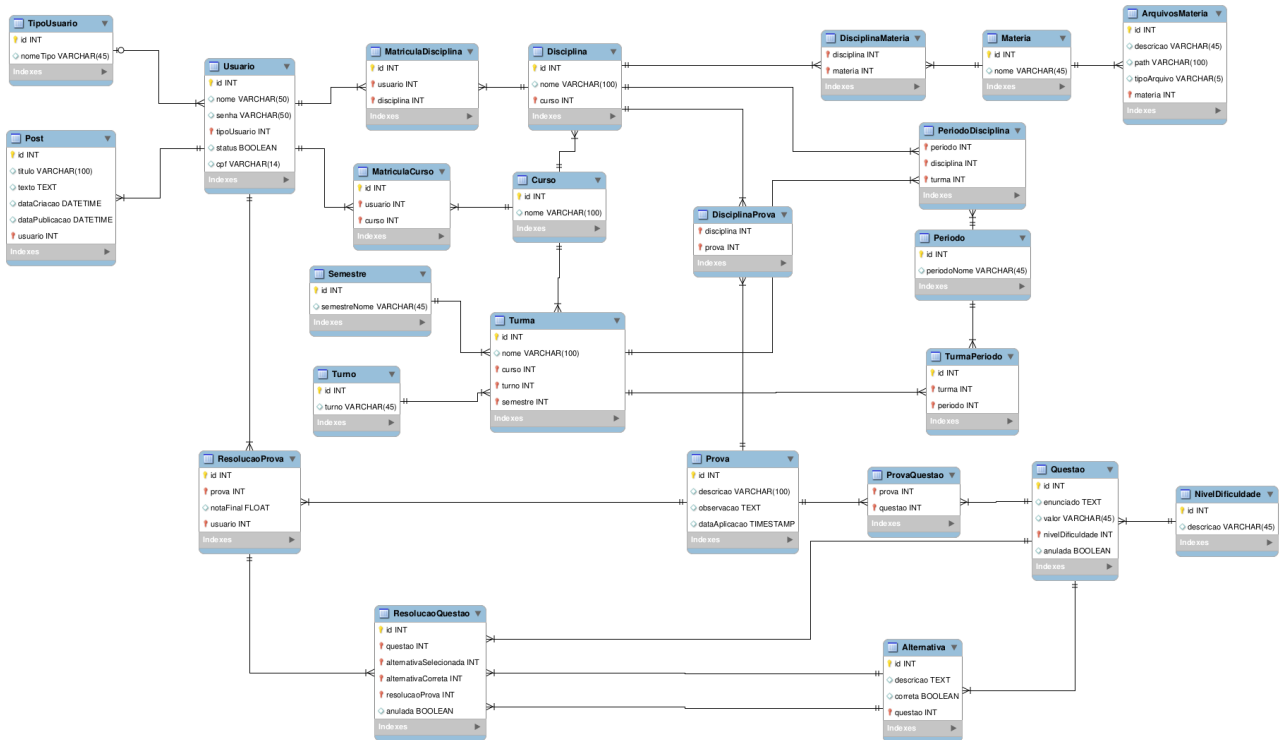 TipoUsuario
id INT
nomeTipo VARCHAR(45)
Indexes
Usuario
id INT
nome VARCHAR(50)
senha VARCHAR(50)
tipoUsuario INT
status BOOLEAN
cpf VARCHAR(14)
Indexes
Post
id INT
titulo VARCHAR(100)
texto TEXT
dataCriacao DATETIME
dataPublicacao DATETIME
usuario INT
Indexes
MatriculaDisciplina
id INT
usuario INT
disciplina INT
Indexes
Disciplina
id INT
nome VARCHAR(100)
curso INT
Indexes
DisciplinaMateria
disciplina INT
materia INT
Indexes
Materia
id INT
nome VARCHAR(45)
Indexes
ArquivosMateria
id INT
descricao VARCHAR(45)
path VARCHAR(100)
tipoArquivo VARCHAR(5)
materia INT
Indexes
MatriculaCurso
id INT
usuario INT
curso INT
Indexes
Curso
id INT
nome VARCHAR(100)
Indexes
PeriodoDisciplina
periodo INT
disciplina INT
turma INT
Indexes
DisciplinaProva
disciplina INT
prova INT
Indexes
Periodo
id INT
periodoNome VARCHAR(45)
Indexes
Semestre
id INT
semestreNome VARCHAR(45)
Indexes
Turma
id INT
nome VARCHAR(100)
curso INT
turno INT
semestre INT
Indexes
Turno
id INT
turno VARCHAR(45)
Indexes
TurmaPeriodo
id INT
turma INT
periodo INT
Indexes
ResolucaoProva
id INT
prova INT
notaFinal FLOAT
usuario INT
Indexes
Prova
id INT
descricao VARCHAR(100)
observacao TEXT
dataAplicacao TIMESTAMP
Indexes
ProvaQuestao
prova INT
questao INT
Indexes
Questao
id INT
enunciado TEXT
valor VARCHAR(45)
nivelDificuldade INT
anulada BOOLEAN
Indexes
NivelDificuldade
id INT
descricao VARCHAR(45)
Indexes
ResolucaoQuestao
id INT
questao INT
alternativaSelecionada INT
alternativaCorreta INT
resolucaoProva INT
anulada BOOLEAN
Indexes
Alternativa
id INT
descricao TEXT
correta BOOLEAN
questao INT
Indexes